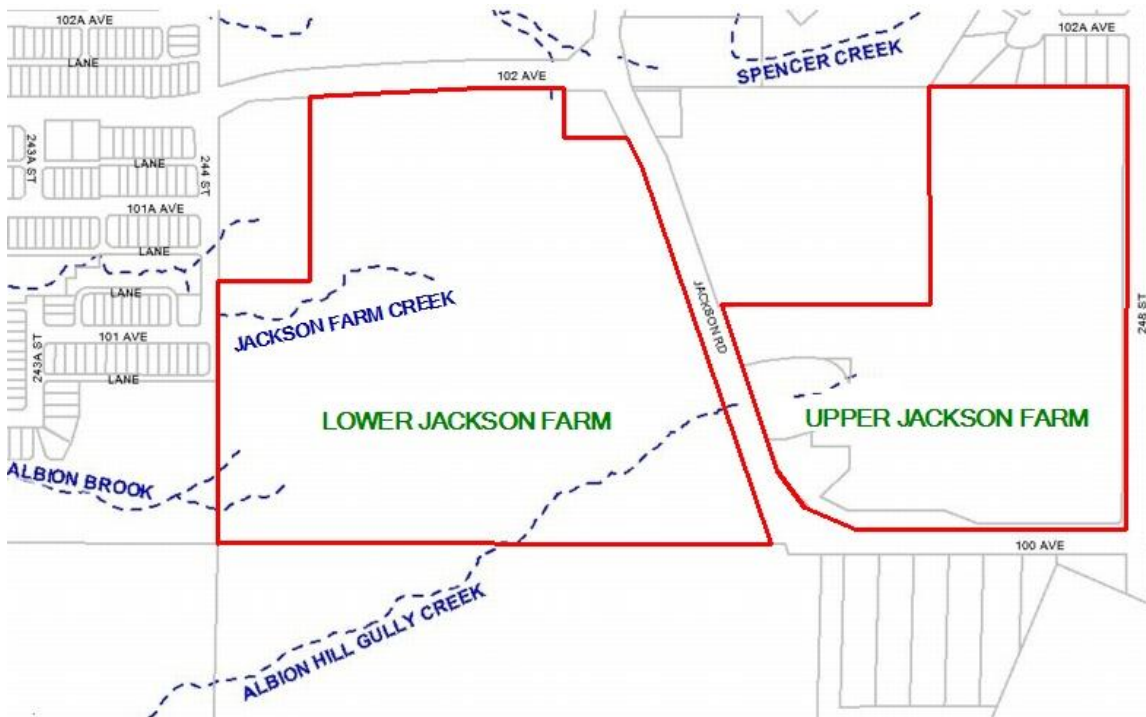 102A AVE
LANE
102 AVE
SPENCER CREEK
102A AVE
243A ST
LANE
244 ST
101A AVE
LANE
LANE
JACKSON FARM CREEK
JACKSON RD
248 ST
243A ST
101 AVE
LANE
LOWER JACKSON FARM
UPPER JACKSON FARM
ALBION BROOK
100 AVE
ALBION HILL GULLY CREEK